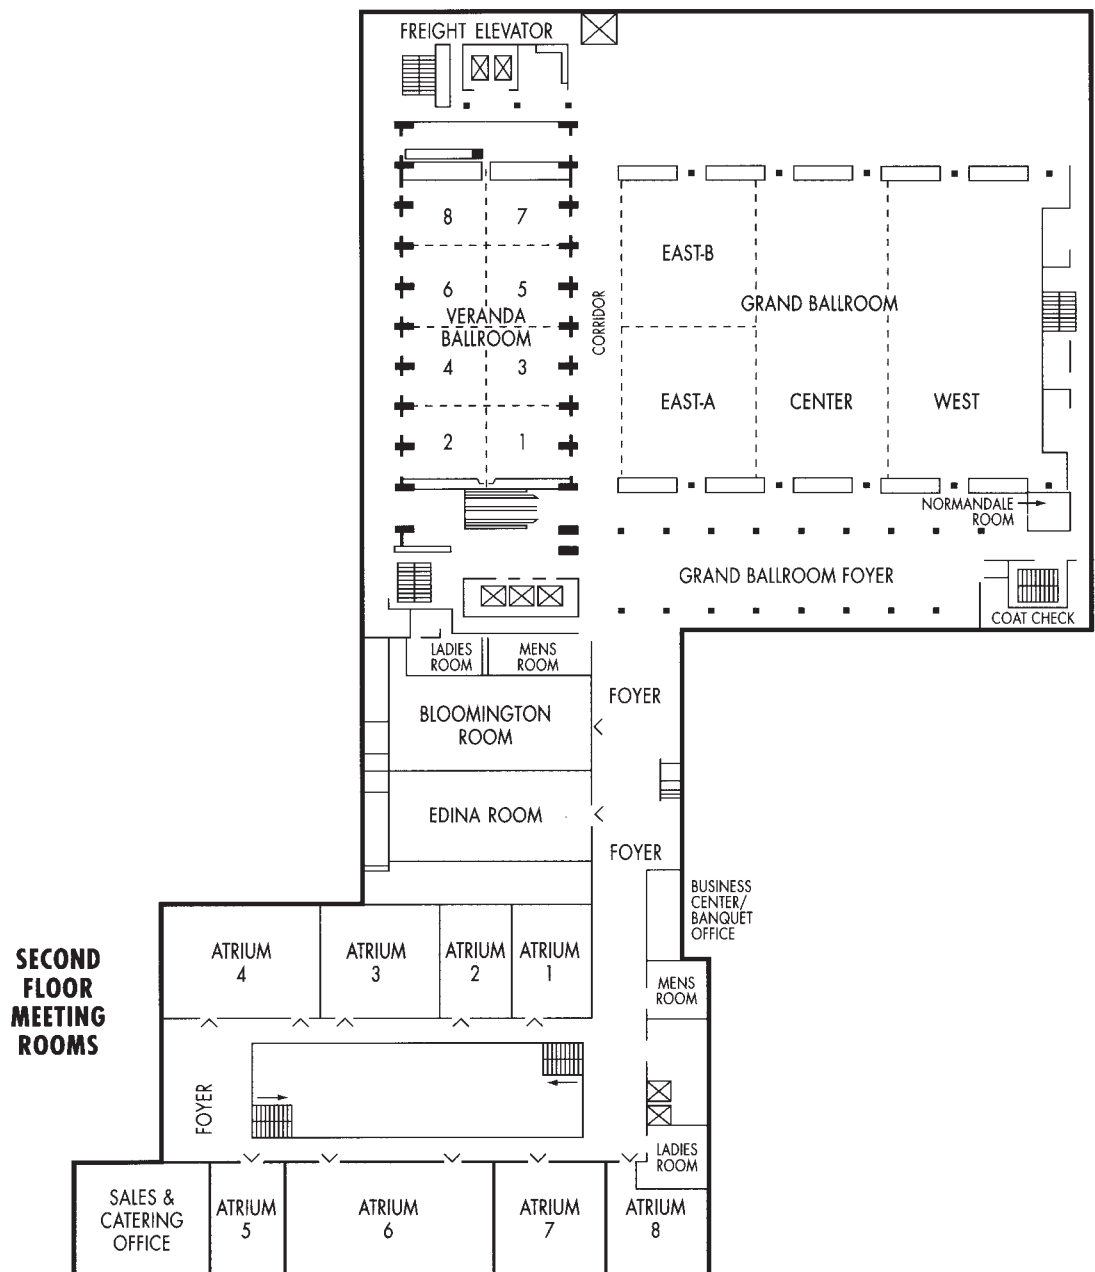 FREIGHT ELEVATOR
8
7
6
5
VERANDA
BALLROOM
4
3
2
1
CORRIDOR
EAST-B
GRAND BALLROOM
EAST-A
CENTER
WEST
NORMANDALE
ROOM
GRAND BALLROOM FOYER
COAT CHECK
LADIES
ROOM
MENS
ROOM
FOYER
BLOOMINGTON
ROOM
EDINA ROOM
FOYER
BUSINESS
CENTER/
BANQUET
OFFICE
SECOND
FLOOR
MEETING
ROOMS
ATRIUM
4
ATRIUM
3
ATRIUM
2
ATRIUM
1
MENS
ROOM
FOYER
LADIES
ROOM
SALES &
CATERING
OFFICE
ATRIUM
5
ATRIUM
6
ATRIUM
7
ATRIUM
8